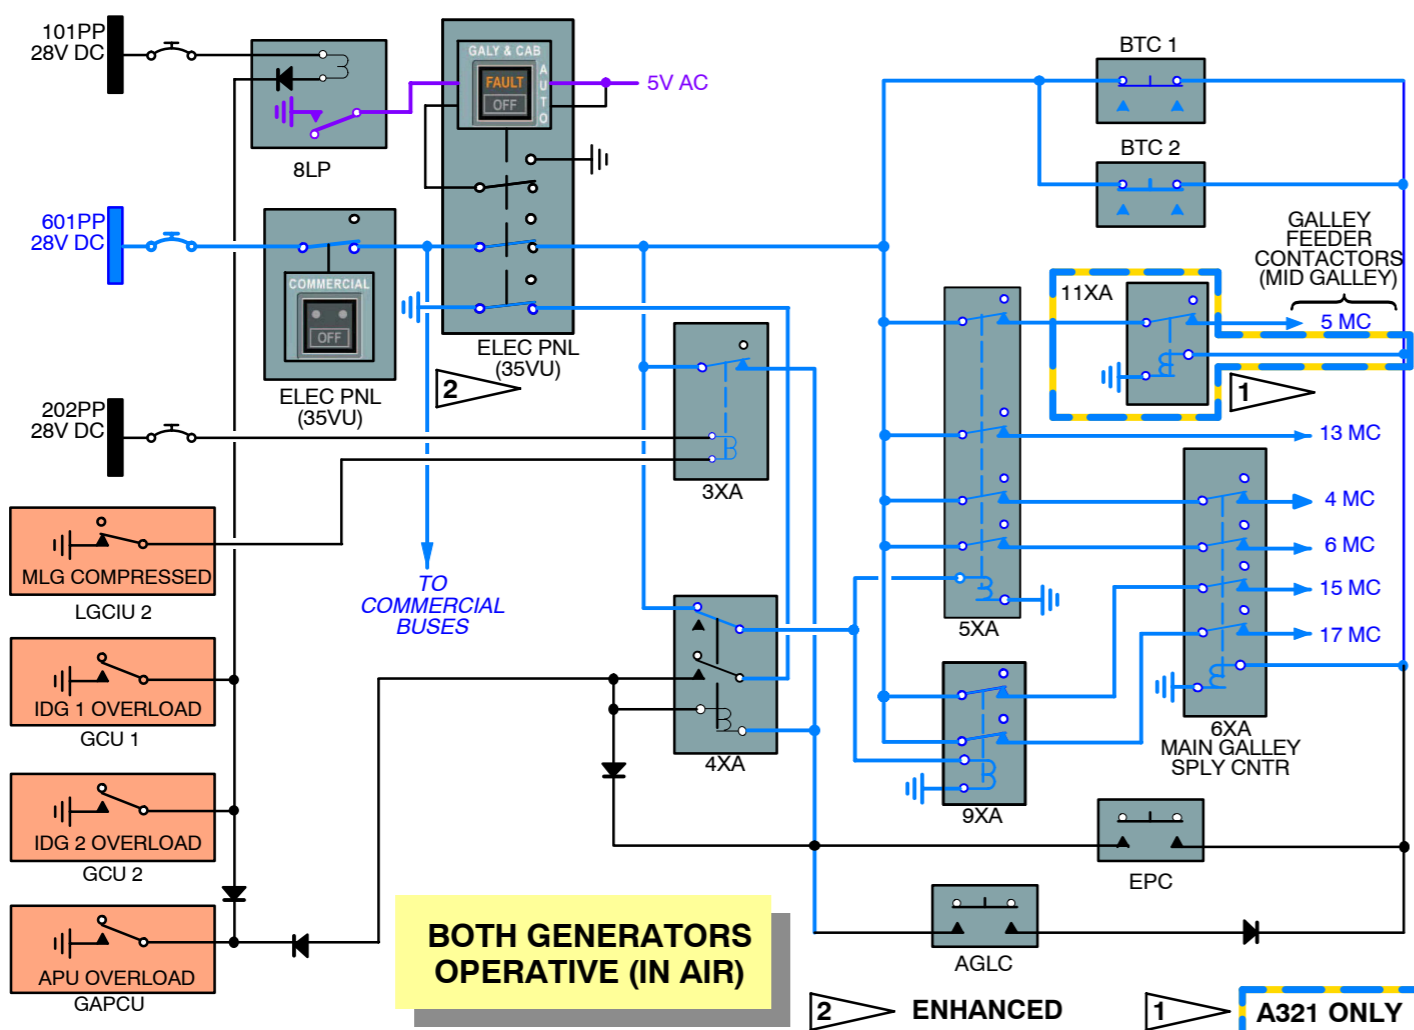 101PP
28V DC
8LP
GALY & CAB
FAULT
OFF
AUTO
5V AC
BTC 1
BTC 2
601PP
28V DC
COMMERCIAL
OFF
ELEC PNL
(35VU)
ELEC PNL
(35VU)
2
GALLEY
FEEDER
CONTACTORS
(MID GALLEY)
11XA
5 MC
1
202PP
28V DC
3XA
13 MC
4 MC
6 MC
15 MC
17 MC
MLG COMPRESSED
LGCIU 2
TO
COMMERCIAL
BUSES
5XA
IDG 1 OVERLOAD
GCU 1
4XA
6XA
MAIN GALLEY
SPLY CNTR
9XA
IDG 2 OVERLOAD
GCU 2
EPC
APU OVERLOAD
GAPCU
BOTH GENERATORS
OPERATIVE (IN AIR)
AGLC
2 ENHANCED
1 A321 ONLY